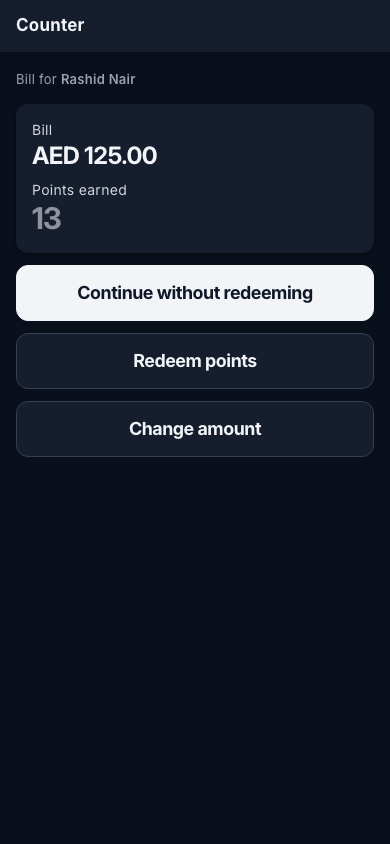 Counter
Bill for Rashid Nair
Bill
AED 125.00
Points earned
13
Continue without redeeming
Redeem points
Change amount